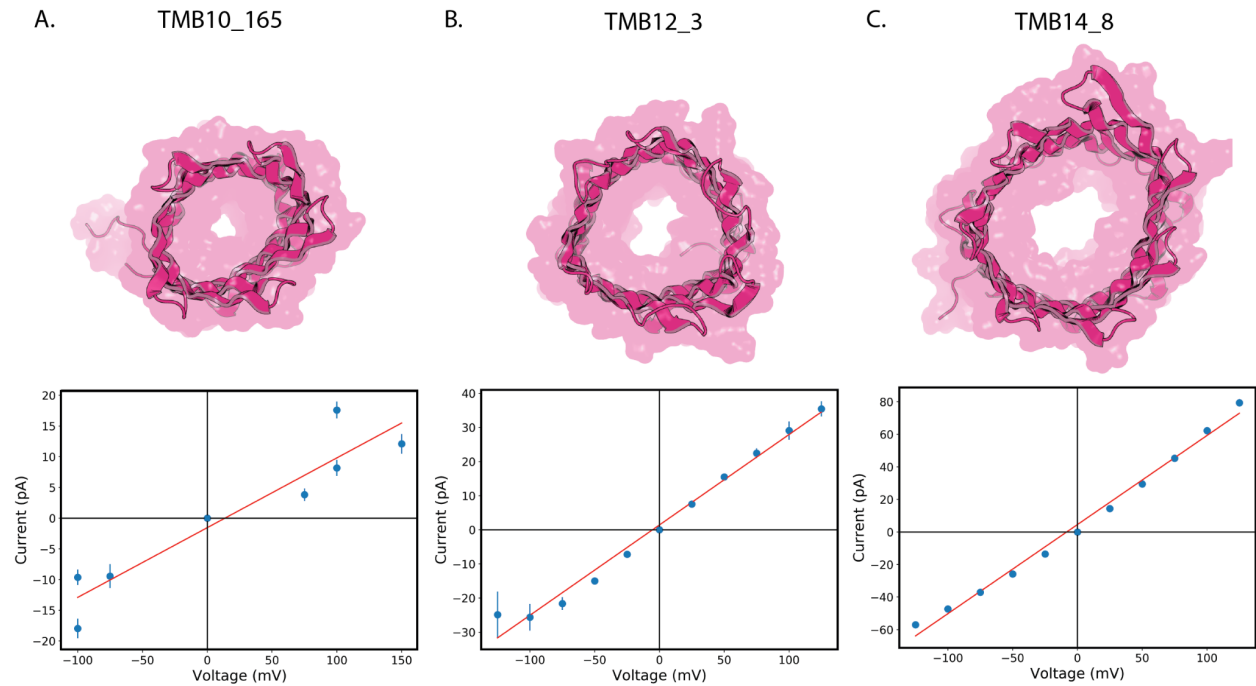 A. TMB10_165
B. TMB12_3
C. TMB14_8
20
15
10
5
0
−5
−10
−15
−20
Current (pA)
−100 −50 0 50 100 150
Voltage (mV)
40
30
20
10
0
−10
−20
−30
Current (pA)
−100 −50 0 50 100
Voltage (mV)
80
60
40
20
0
−20
−40
−60
Current (pA)
−100 −50 0 50 100
Voltage (mV)